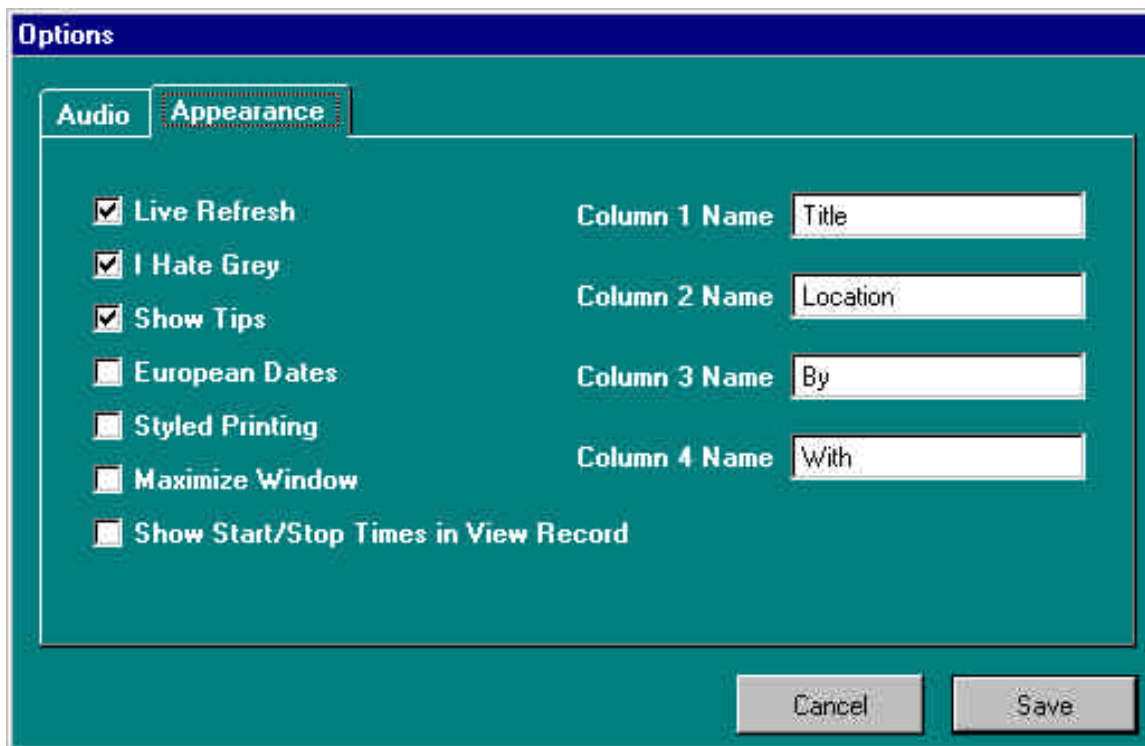 Options
Audio
Appearance
Live Refresh
I Hate Grey
Show Tips
European Dates
Styled Printing
Maximize Window
Show Start/Stop Times in View Record
Column 1 Name Title
Column 2 Name Location
Column 3 Name By
Column 4 Name With
Cancel
Save